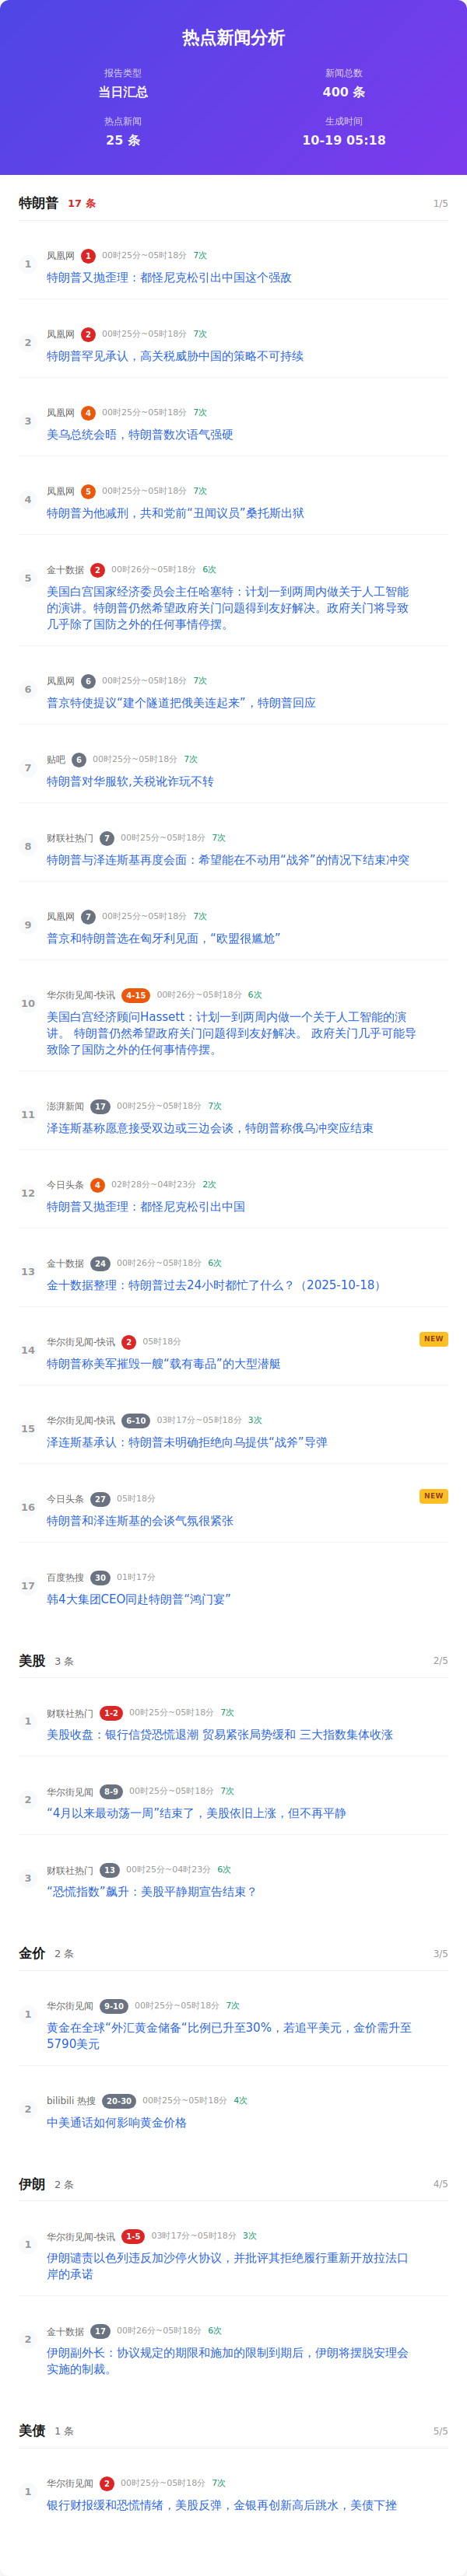 热点新闻分析
报告类型
当日汇总
新闻总数
400 条
热点新闻
25 条
生成时间
10-19 05:18
特朗普 17 条 1/5
1
凤凰网 1 00时25分~05时18分 7次
特朗普又抛歪理：都怪尼克松引出中国这个强敌
2
凤凰网 2 00时25分~05时18分 7次
特朗普罕见承认，高关税威胁中国的策略不可持续
3
凤凰网 4 00时25分~05时18分 7次
美乌总统会晤，特朗普数次语气强硬
4
凤凰网 5 00时25分~05时18分 7次
特朗普为他减刑，共和党前“丑闻议员”桑托斯出狱
5
金十数据 2 00时26分~05时18分 6次
美国白宫国家经济委员会主任哈塞特：计划一到两周内做关于人工智能
的演讲。特朗普仍然希望政府关门问题得到友好解决。政府关门将导致
几乎除了国防之外的任何事情停摆。
6
凤凰网 6 00时25分~05时18分 7次
普京特使提议“建个隧道把俄美连起来”，特朗普回应
7
贴吧 6 00时25分~05时18分 7次
特朗普对华服软,关税讹诈玩不转
8
财联社热门 7 00时25分~05时18分 7次
特朗普与泽连斯基再度会面：希望能在不动用“战斧”的情况下结束冲突
9
凤凰网 7 00时25分~05时18分 7次
普京和特朗普选在匈牙利见面，“欧盟很尴尬”
10
华尔街见闻-快讯 4-15 00时26分~05时18分 6次
美国白宫经济顾问Hassett：计划一到两周内做一个关于人工智能的演
讲。 特朗普仍然希望政府关门问题得到友好解决。 政府关门几乎可能导
致除了国防之外的任何事情停摆。
11
澎湃新闻 17 00时25分~05时18分 7次
泽连斯基称愿意接受双边或三边会谈，特朗普称俄乌冲突应结束
12
今日头条 4 02时28分~04时23分 2次
特朗普又抛歪理：都怪尼克松引出中国
13
金十数据 24 00时26分~05时18分 6次
金十数据整理：特朗普过去24小时都忙了什么？（2025-10-18）
14
华尔街见闻-快讯 2 05时18分 NEW
特朗普称美军摧毁一艘“载有毒品”的大型潜艇
15
华尔街见闻-快讯 6-10 03时17分~05时18分 3次
泽连斯基承认：特朗普未明确拒绝向乌提供“战斧”导弹
16
今日头条 27 05时18分 NEW
特朗普和泽连斯基的会谈气氛很紧张
17
百度热搜 30 01时17分
韩4大集团CEO同赴特朗普“鸿门宴”
美股 3 条 2/5
1
财联社热门 1-2 00时25分~05时18分 7次
美股收盘：银行信贷恐慌退潮 贸易紧张局势缓和 三大指数集体收涨
2
华尔街见闻 8-9 00时25分~05时18分 7次
“4月以来最动荡一周”结束了，美股依旧上涨，但不再平静
3
财联社热门 13 00时25分~04时23分 6次
“恐慌指数”飙升：美股平静期宣告结束？
金价 2 条 3/5
1
华尔街见闻 9-10 00时25分~05时18分 7次
黄金在全球“外汇黄金储备“比例已升至30%，若追平美元，金价需升至
5790美元
2
bilibili 热搜 20-30 00时25分~05时18分 4次
中美通话如何影响黄金价格
伊朗 2 条 4/5
1
华尔街见闻-快讯 1-5 03时17分~05时18分 3次
伊朗谴责以色列违反加沙停火协议，并批评其拒绝履行重新开放拉法口
岸的承诺
2
金十数据 17 00时26分~05时18分 6次
伊朗副外长：协议规定的期限和施加的限制到期后，伊朗将摆脱安理会
实施的制裁。
美债 1 条 5/5
1
华尔街见闻 2 00时25分~05时18分 7次
银行财报缓和恐慌情绪，美股反弹，金银再创新高后跳水，美债下挫